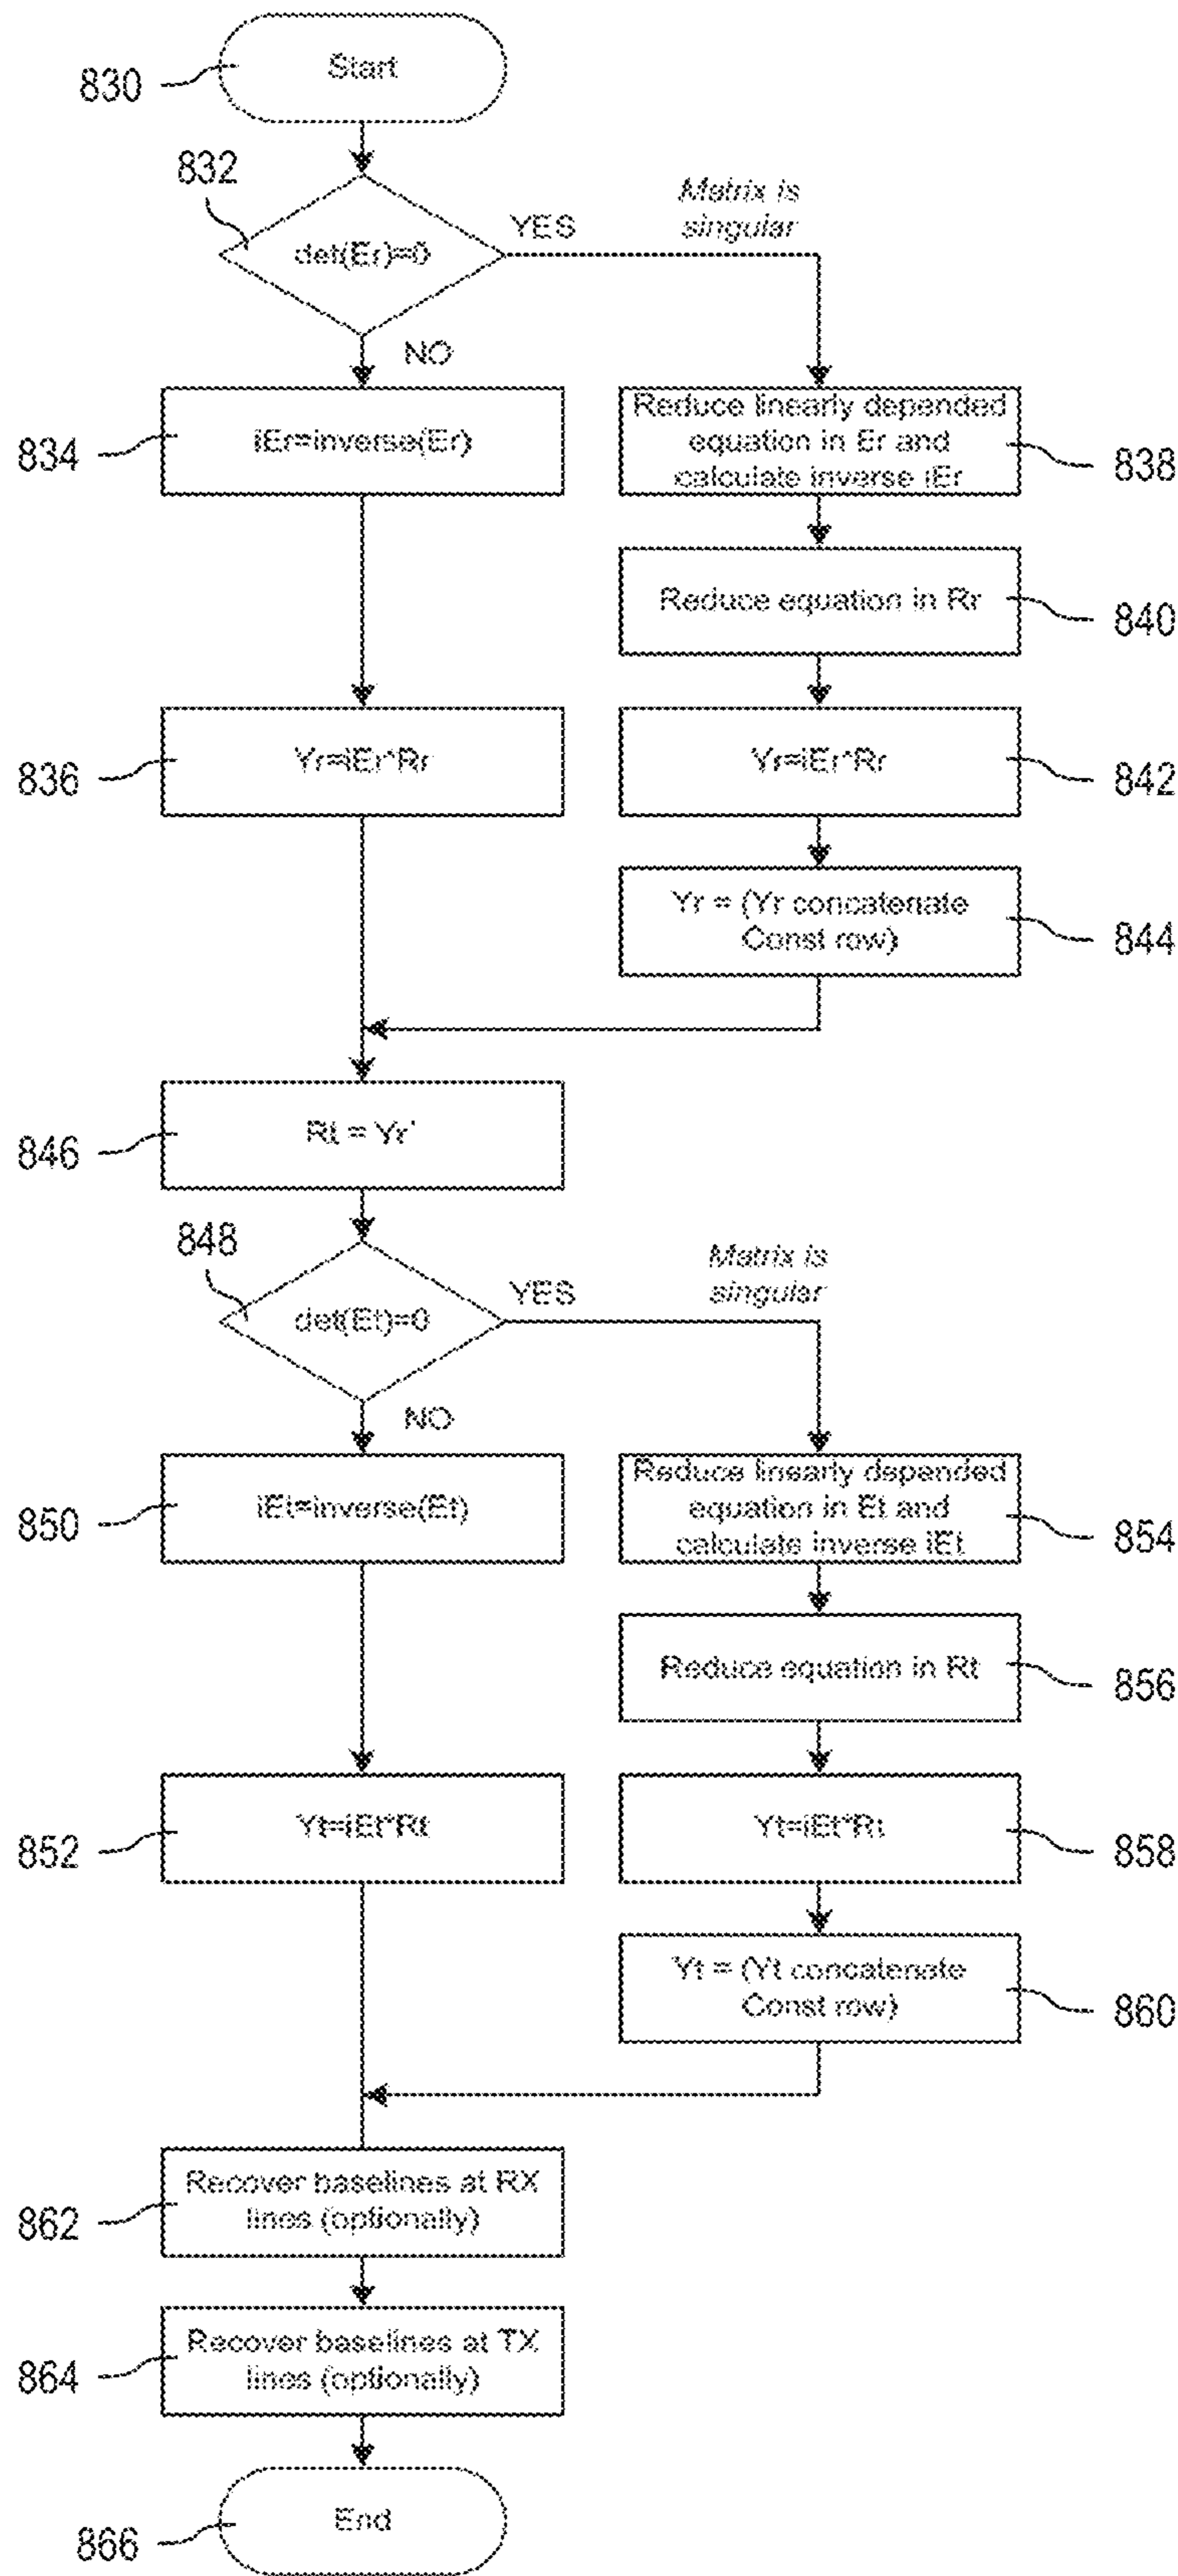 Start
830
832
det(Er)=0
YES
Matrix is
singular
NO
iEr=inverse(Er)
834
Reduce linearly depended
equation in Er and
calculate inverse iEr
838
Reduce equation in Rr
840
Yr=iEr*Rr
836
Yr=iEr*Rr
842
Yr = (Yr concatenate
Const row)
844
Rt = Yr'
846
848
det(Et)=0
YES
Matrix is
singular
NO
iEt=inverse(Et)
850
Reduce linearly depended
equation in Et and
calculate inverse iEt
854
Reduce equation in Rt
856
Yt=iEt*Rt
852
Yt=iEt*Rt
858
Yt = (Yt concatenate
Const row)
860
Recover baselines at RX
lines (optionally)
862
Recover baselines at TX
lines (optionally)
864
End
866